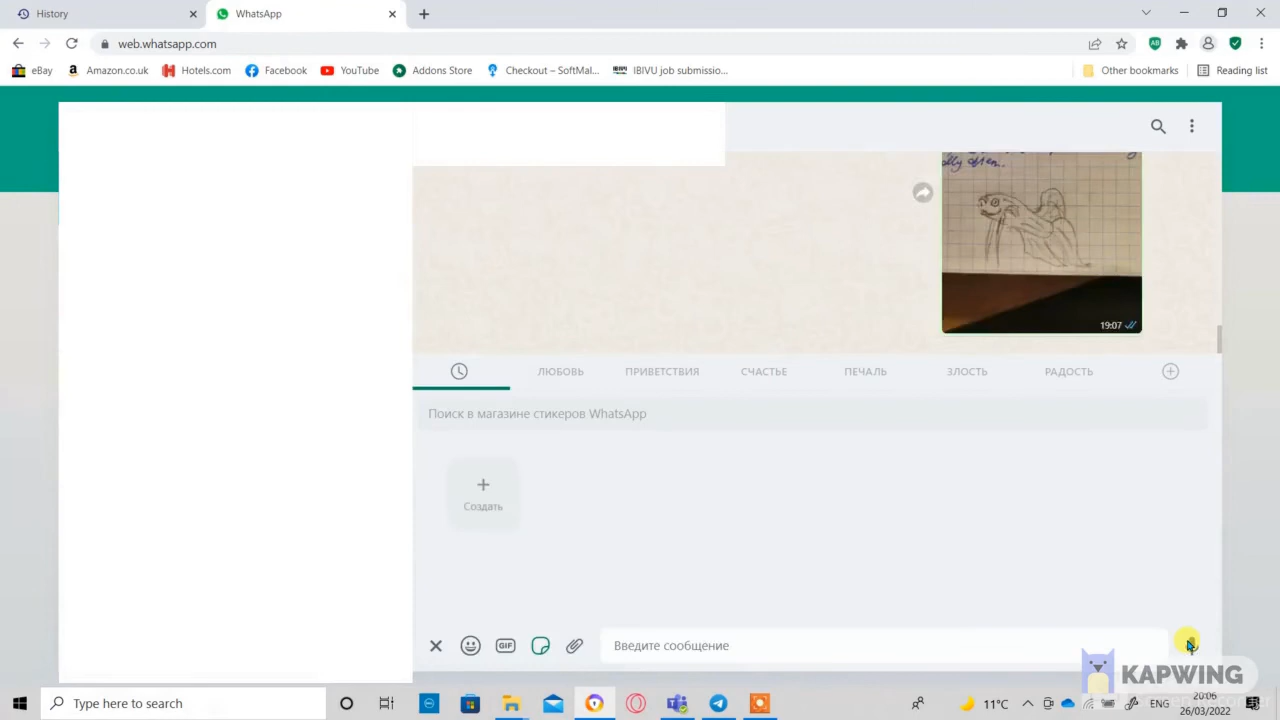 History
WhatsApp
web.whatsapp.com
eBay
Amazon.co.uk
Hotels.com
Facebook
YouTube
Addons Store
Checkout – SoftMal...
IBIVU job submissio...
Other bookmarks
Reading list
19:07
ЛЮБОВЬ
ПРИВЕТСТВИЯ
СЧАСТЬЕ
ПЕЧАЛЬ
ЗЛОСТЬ
РАДОСТЬ
Поиск в магазине стикеров WhatsApp
Создать
GIF
Введите сообщение
KAPWING
Type here to search
11°C
ENG
20:06
26/03/2022